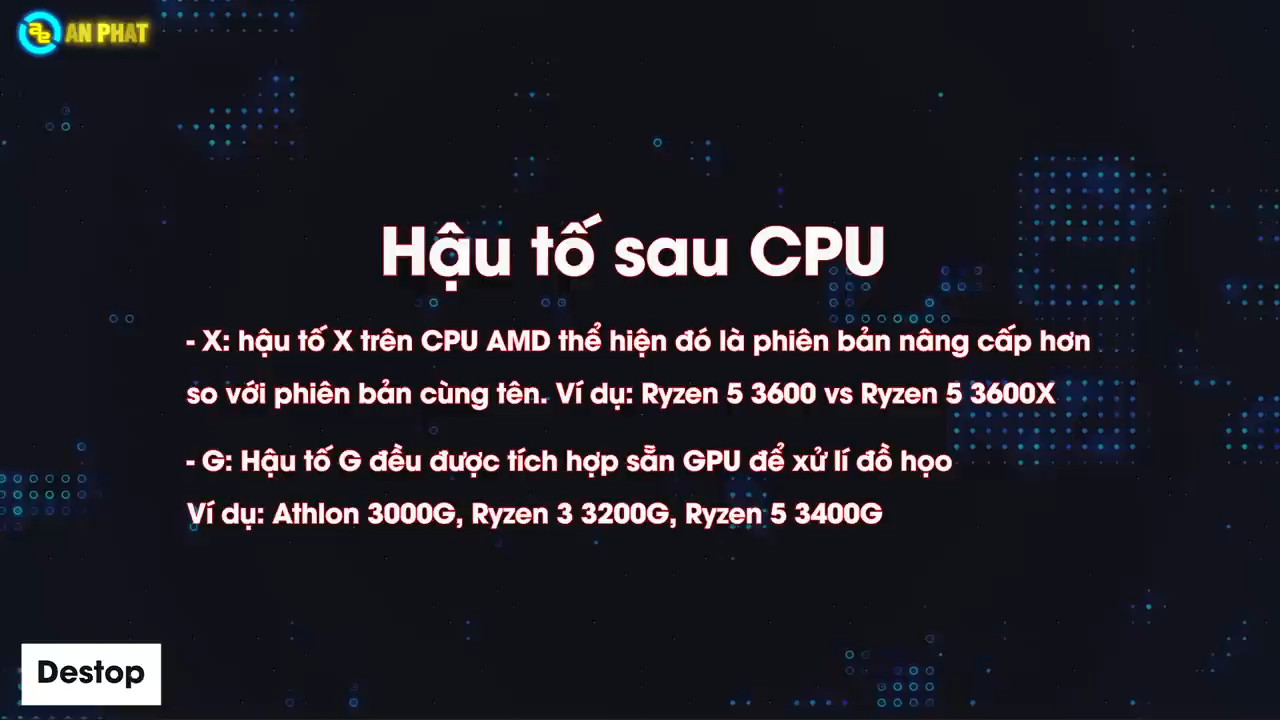 AN PHAT
Hậu tố sau CPU
- X: hậu tố X trên CPU AMD thể hiện đó là phiên bản nâng cấp hơn
so với phiên bản cùng tên. Ví dụ: Ryzen 5 3600 vs Ryzen 5 3600X
- G: Hậu tố G đều được tích hợp sẵn GPU để xử lí đồ họo
Ví dụ: Athlon 3000G, Ryzen 3 3200G, Ryzen 5 3400G
Destop